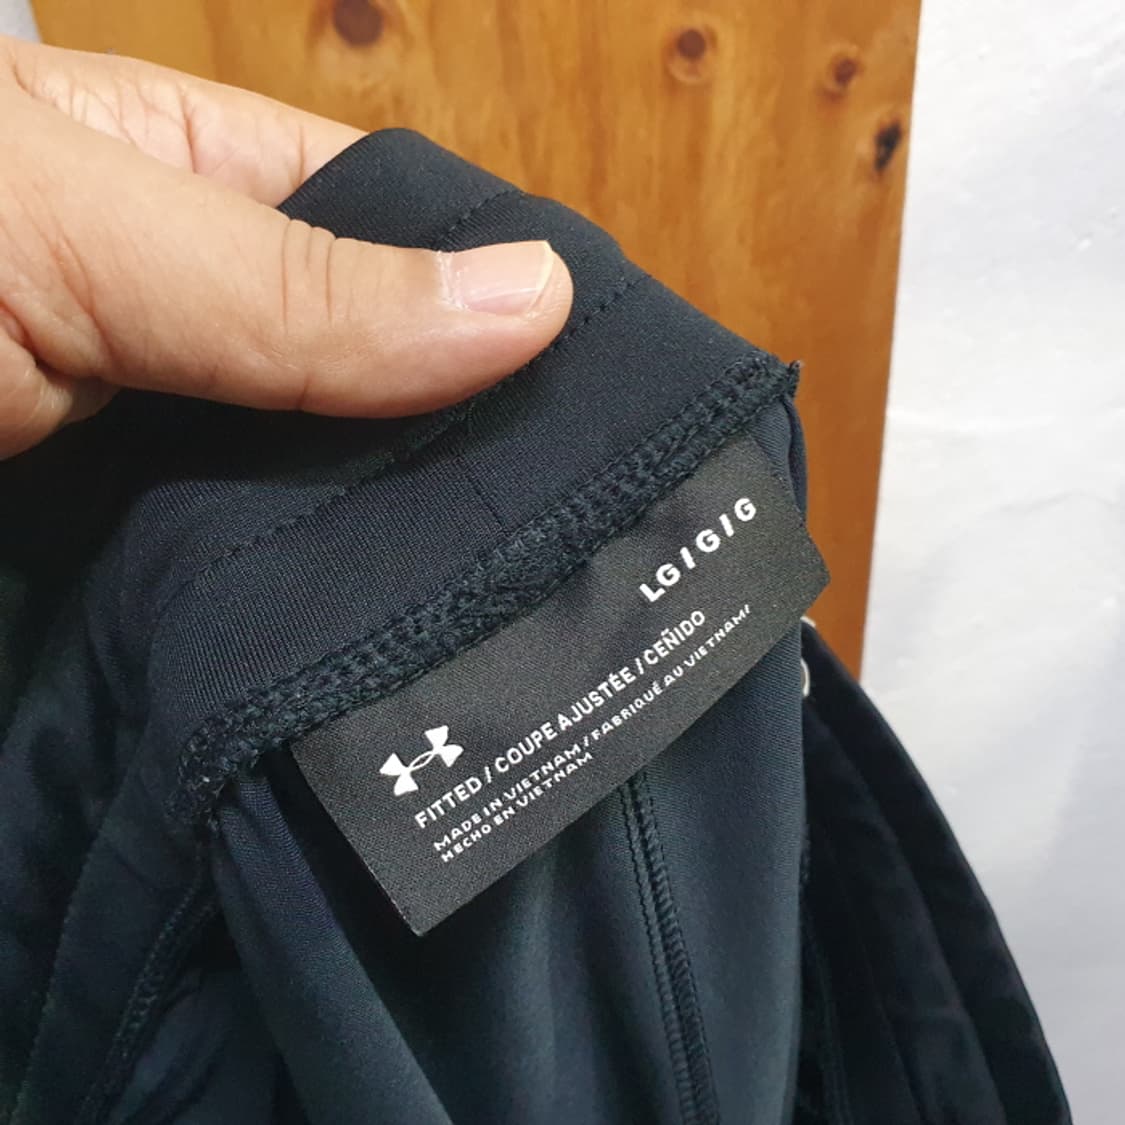 LG / G / G
FITTED / COUPE AJUSTÉE / CEÑIDO
MADE IN VIETNAM / FABRIQUÉ AU VIETNAM /
HECHO EN VIETNAM